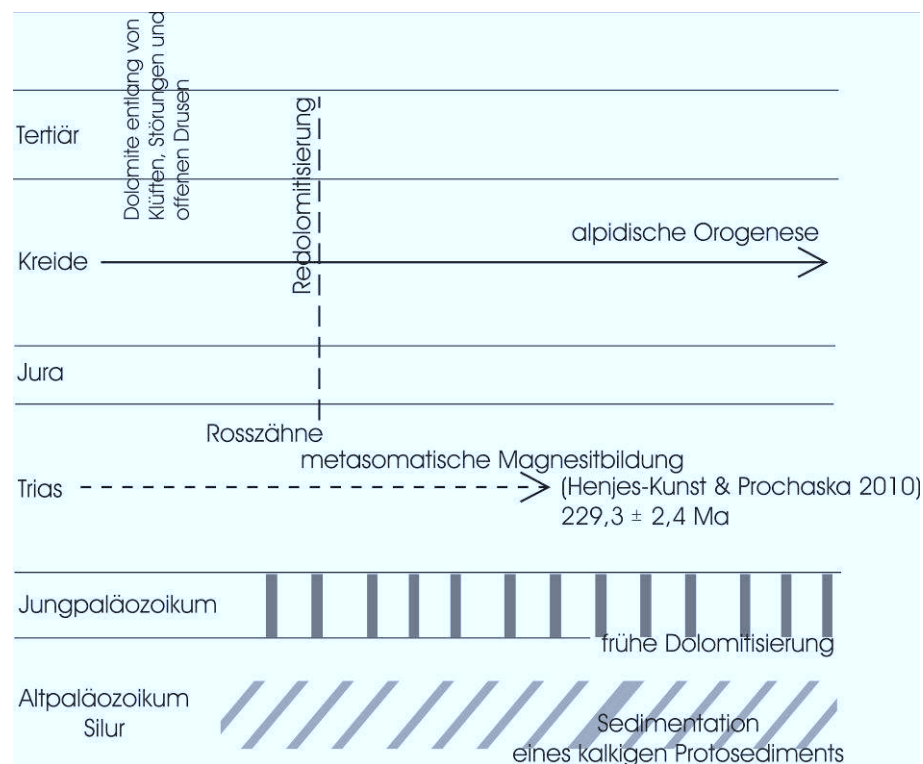 Dolomite entlang von
Klüften, Störungen und
offenen Drusen
Redolomitisierung
Tertiär
alpidische Orogenese
Kreide
Jura
Rosszähne
metasomatische Magnesitbildung
Trias
(Henjes-Kunst & Prochaska 2010)
229,3 ± 2,4 Ma
Jungpaläozoikum
frühe Dolomitisierung
Altpaläozoikum
Silur
Sedimentation
eines kalkigen Protosediments